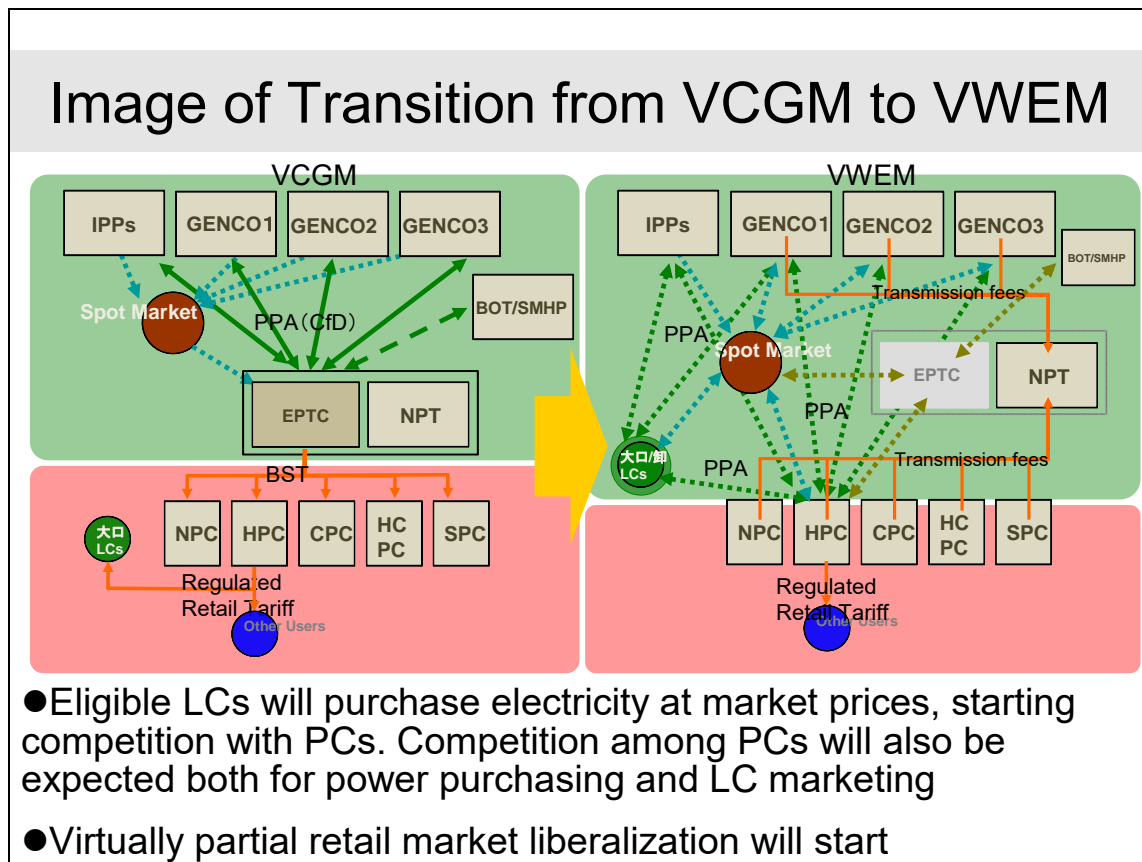 Image of Transition from VCGM to VWEM
VCGM
IPPs
GENCO1
GENCO2
GENCO3
BOT/SMHP
Spot Market
PPA（CfD）
EPTC
NPT
BST
大口
LCs
NPC
HPC
CPC
HC
PC
SPC
Regulated
Retail Tariff
Other Users
VWEM
IPPs
GENCO1
GENCO2
GENCO3
BOT/SMHP
Transmission fees
PPA
Spot Market
EPTC
NPT
PPA
大口/卸
LCs
PPA
Transmission fees
NPC
HPC
CPC
HC
PC
SPC
Regulated
Retail Tariff
Other Users
●Eligible LCs will purchase electricity at market prices, starting
competition with PCs. Competition among PCs will also be
expected both for power purchasing and LC marketing
●Virtually partial retail market liberalization will start